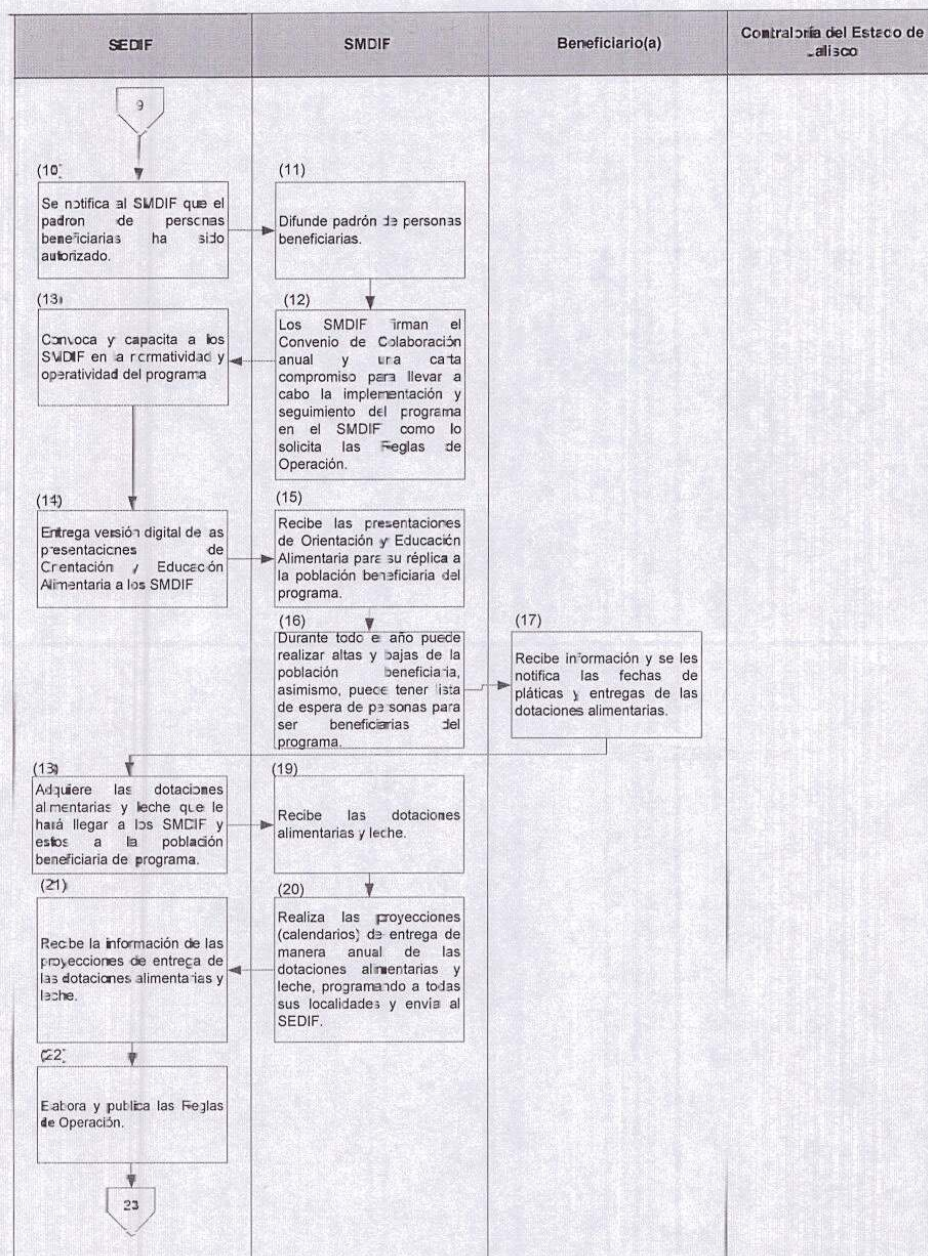 SEDIF
SMDIF
Beneficiario(a)
Contraloría del Estado de
Jalisco
9
(10)
Se notifica al SMDIF que el
padron de personas
beneficiarias ha sido
autorizado.
(11)
Difunde padrón de personas
beneficiarias.
(13)
Convoca y capacita a los
SMDIF en la normatividad y
operatividad del programa
(12)
Los SMDIF firman el
Convenio de Colaboración
anual y una carta
compromiso para llevar a
cabo la implementación y
seguimiento del programa
en el SMDIF como lo
solicita las Reglas de
Operación.
(14)
Entrega versión digital de las
presentaciones de
Orientación y Educación
Alimentaria a los SMDIF
(15)
Recibe las presentaciones
de Orientación y Educación
Alimentaria para su réplica a
la población beneficiaria del
programa.
(16)
Durante todo el año puede
realizar altas y bajas de la
población beneficiaria,
asimismo, puede tener lista
de espera de personas para
ser beneficiarias del
programa.
(17)
Recibe información y se les
notifica las fechas de
pláticas y entregas de las
dotaciones alimentarias.
(13)
Adquiere las dotaciones
alimentarias y leche que le
hará llegar a los SMDIF y
estos a la población
beneficiaria de programa.
(19)
Recibe las dotaciones
alimentarias y leche.
(21)
Recibe la información de las
proyecciones de entrega de
las dotaciones alimentarias y
leche.
(20)
Realiza las proyecciones
(calendarios) de entrega de
manera anual de las
dotaciones alimentarias y
leche, programando a todas
sus localidades y envía al
SEDIF.
(22)
Elabora y publica las Reglas
de Operación.
23